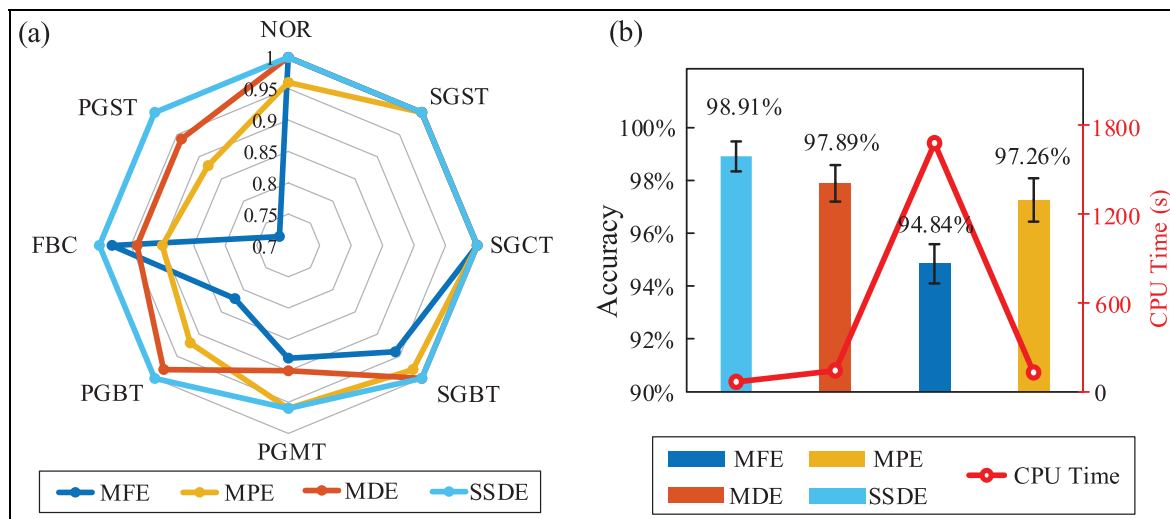 (a)
NOR
1
0.95
0.9
0.85
0.8
0.75
0.7
PGST
SGST
FBC
SGCT
PGBT
SGBT
PGMT
MFE MPE MDE SSDE
(b)
98.91%
97.89%
94.84%
97.26%
100%
98%
96%
94%
92%
90%
Accuracy
1800
1200
600
0
CPU Time (s)
MFE MPE CPU Time
MDE SSDE